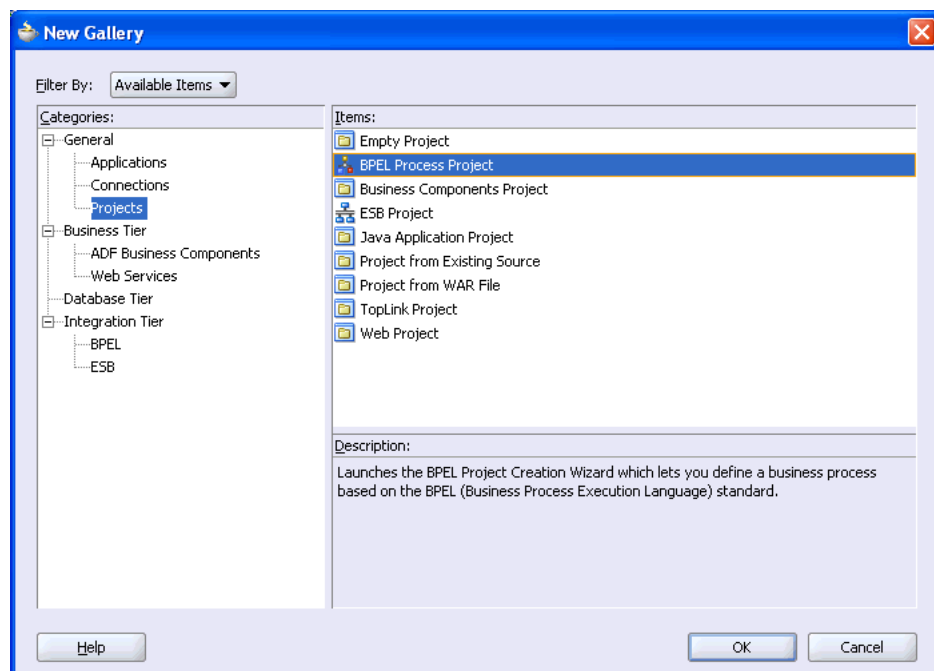 New Gallery
Filter By: Available Items
Categories:
General
Applications
Connections
Projects
Business Tier
ADF Business Components
Web Services
Database Tier
Integration Tier
BPEL
ESB
Items:
Empty Project
BPEL Process Project
Business Components Project
ESB Project
Java Application Project
Project from Existing Source
Project from WAR File
TopLink Project
Web Project
Description:
Launches the BPEL Project Creation Wizard which lets you define a business process
based on the BPEL (Business Process Execution Language) standard.
Help OK Cancel